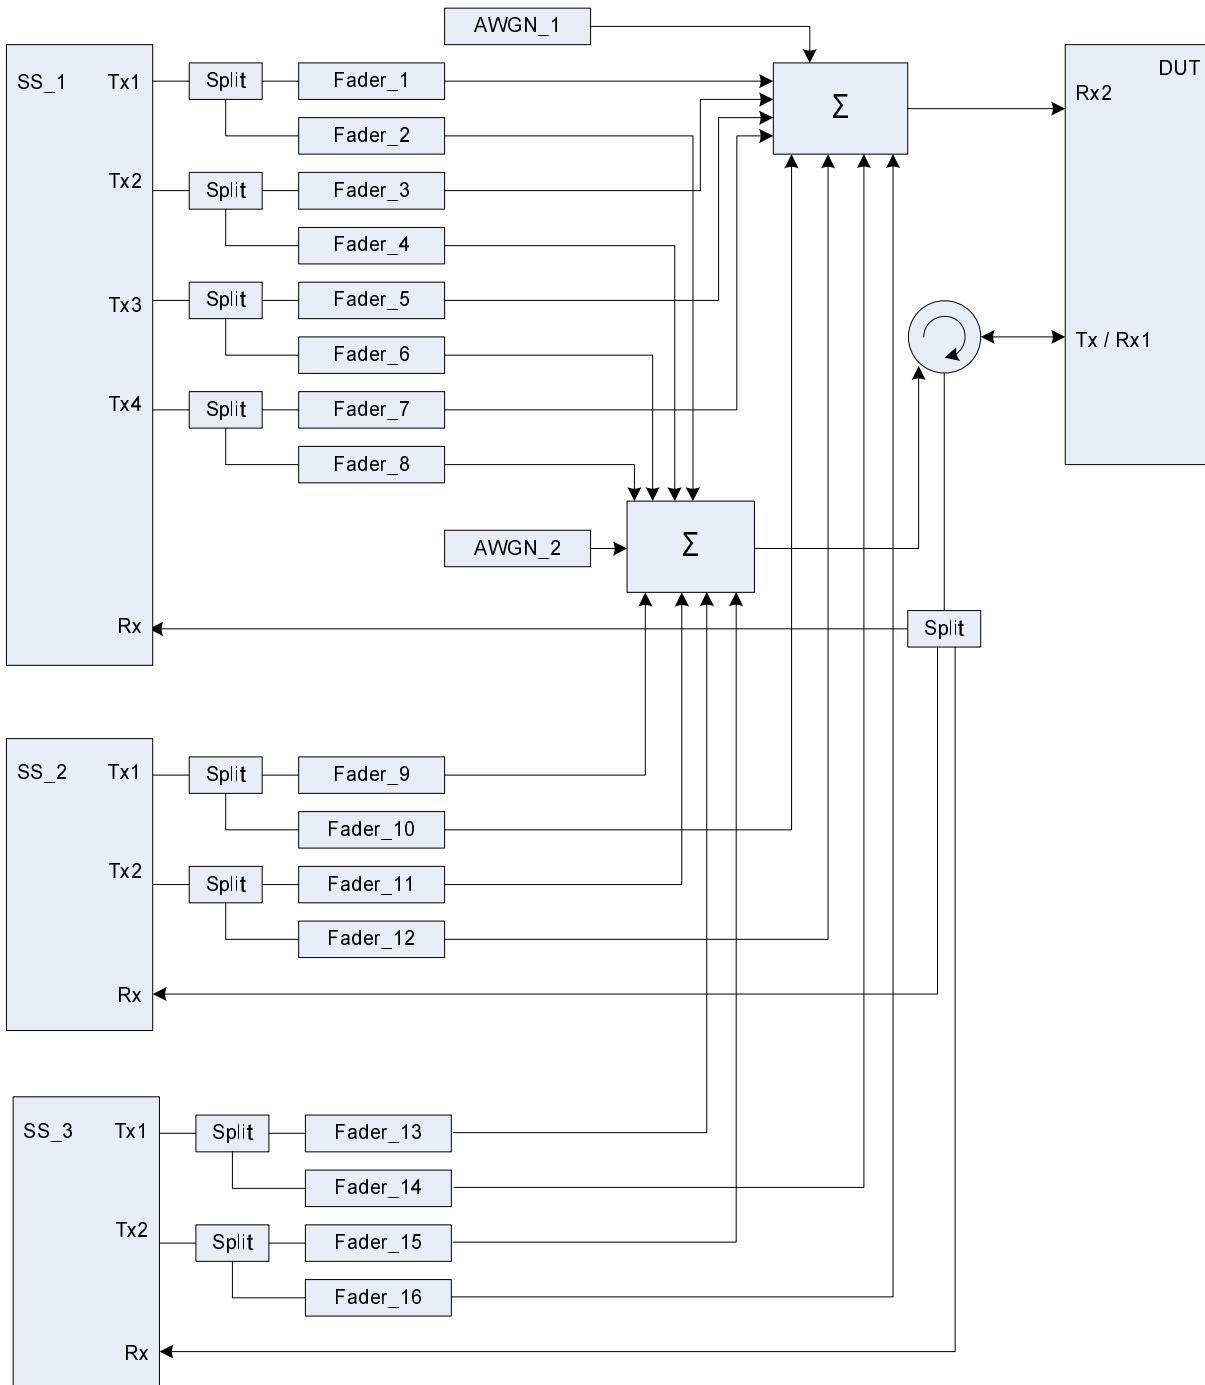 AWGN_1
SS_1
Tx1
Split
Fader_1
Σ
DUT
Rx2
Fader_2
Tx2
Split
Fader_3
Fader_4
Tx3
Split
Fader_5
Tx / Rx1
Fader_6
Tx4
Split
Fader_7
Fader_8
AWGN_2
Σ
Rx
Split
SS_2
Tx1
Split
Fader_9
Fader_10
Tx2
Split
Fader_11
Fader_12
Rx
SS_3
Tx1
Split
Fader_13
Fader_14
Tx2
Split
Fader_15
Fader_16
Rx